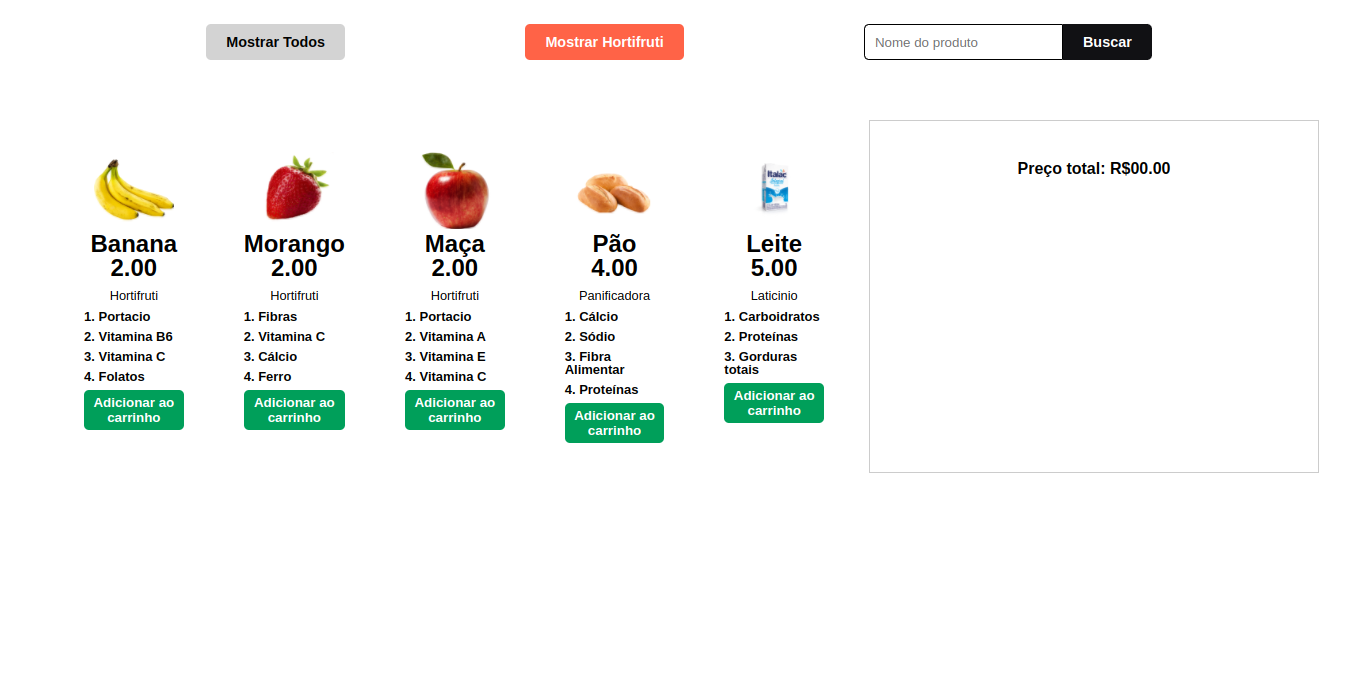 Mostrar Todos
Mostrar Hortifruti
Nome do produto
Buscar
Banana
2.00
Hortifruti
1. Portacio
2. Vitamina B6
3. Vitamina C
4. Folatos
Adicionar ao
carrinho
Morango
2.00
Hortifruti
1. Fibras
2. Vitamina C
3. Cálcio
4. Ferro
Adicionar ao
carrinho
Maça
2.00
Hortifruti
1. Portacio
2. Vitamina A
3. Vitamina E
4. Vitamina C
Adicionar ao
carrinho
Pão
4.00
Panificadora
1. Cálcio
2. Sódio
3. Fibra
Alimentar
4. Proteínas
Adicionar ao
carrinho
Italac
Leite
5.00
Laticinio
1. Carboidratos
2. Proteínas
3. Gorduras
totais
Adicionar ao
carrinho
Preço total: R$00.00